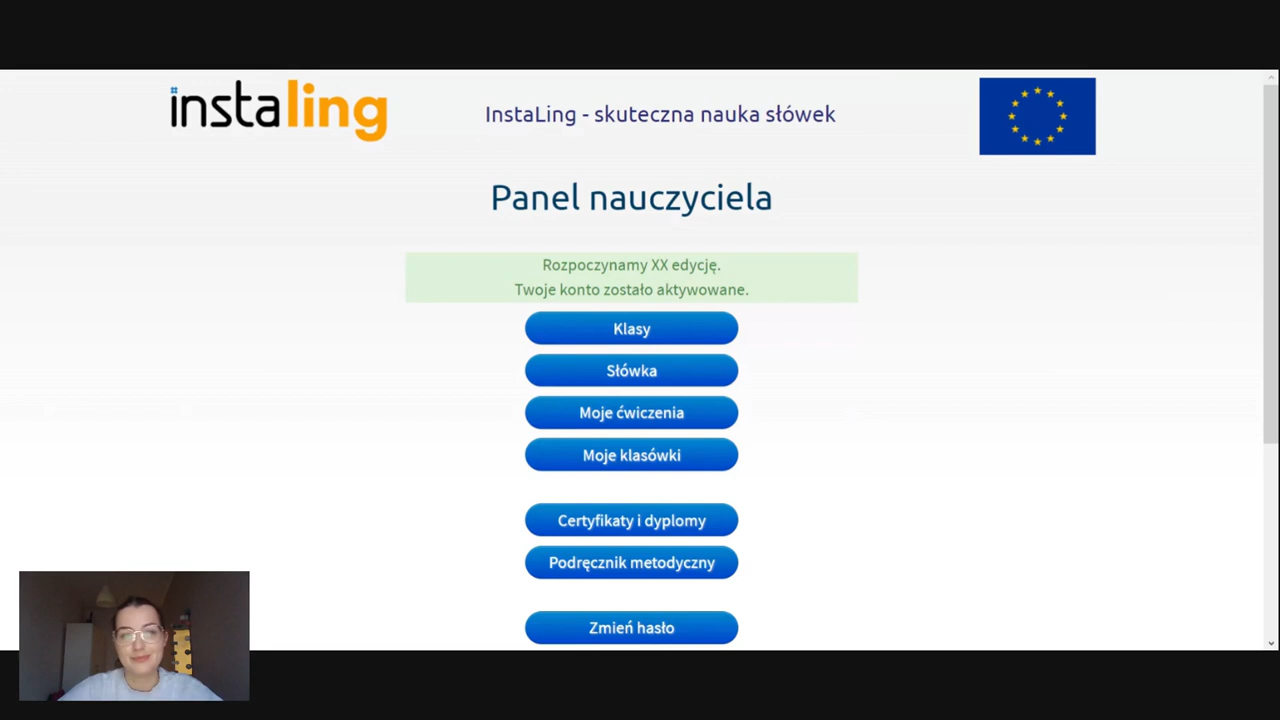 instaling
InstaLing - skuteczna nauka słówek
Panel nauczyciela
Rozpoczynamy XX edycję.
Twoje konto zostało aktywowane.
Klasy
Słówka
Moje ćwiczenia
Moje klasówki
Certyfikaty i dyplomy
Podręcznik metodyczny
Zmień hasło